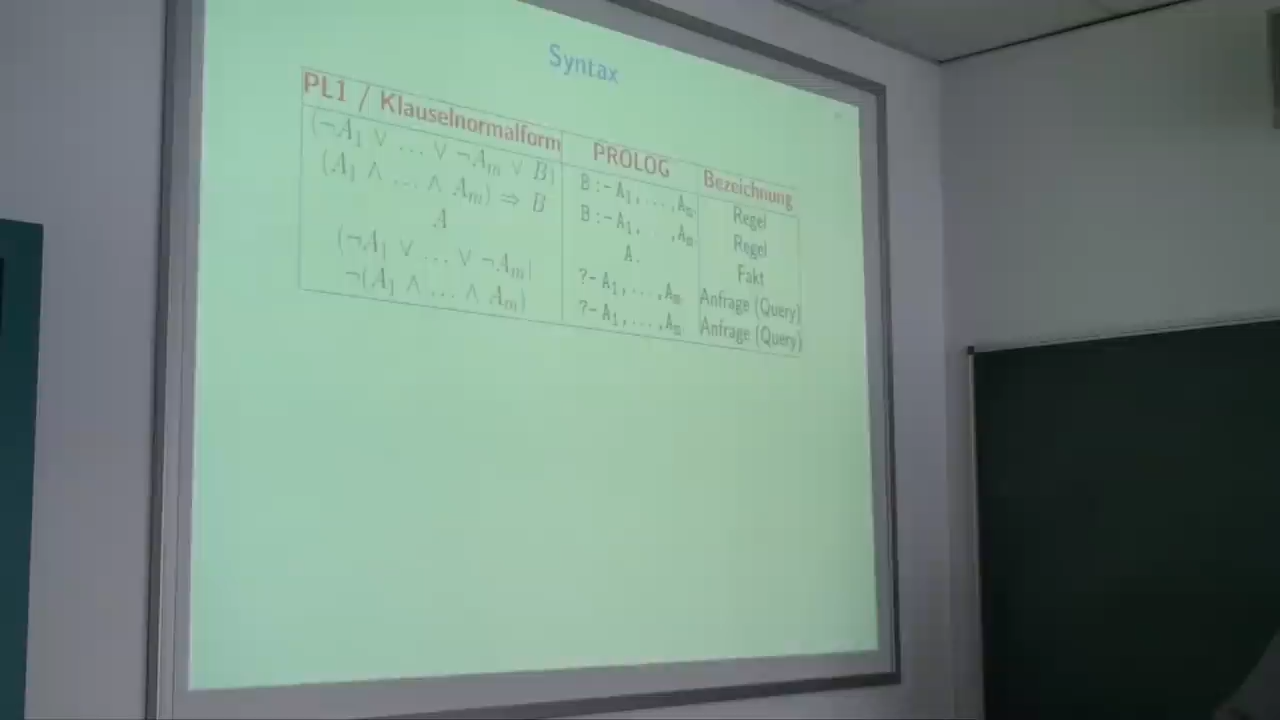 Syntax
PL1 / Klauselnormalform PROLOG Bezeichnung
(¬A₁ ∨ ... ∨ ¬Aₘ ∨ B) B :- A₁,...,Aₘ. Regel
(A₁ ∧ ... ∧ Aₘ) ⇒ B B :- A₁,...,Aₘ. Regel
A A. Fakt
(¬A₁ ∨ ... ∨ ¬Aₘ) ?- A₁,...,Aₘ. Anfrage (Query)
¬(A₁ ∧ ... ∧ Aₘ) ?- A₁,...,Aₘ. Anfrage (Query)